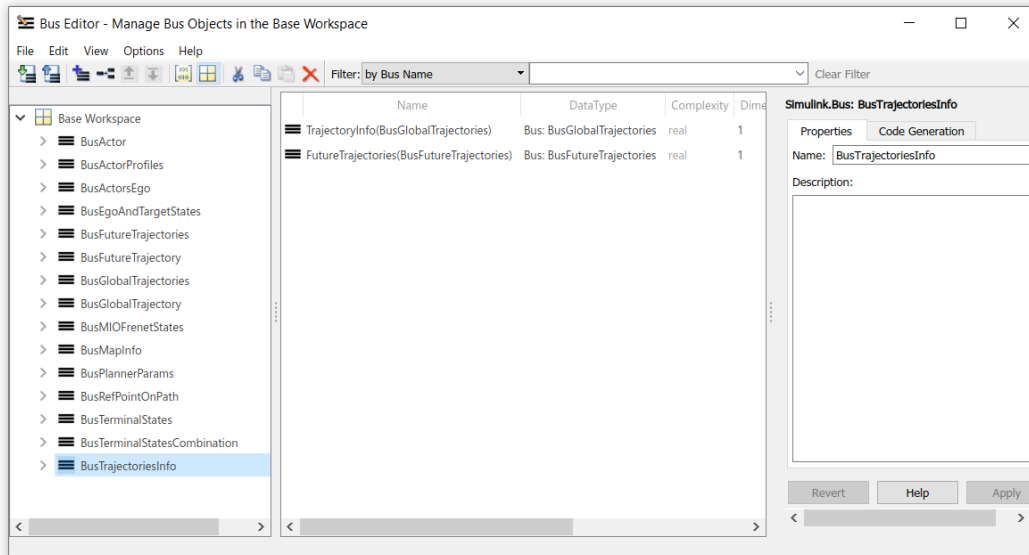 Bus Editor - Manage Bus Objects in the Base Workspace
File Edit View Options Help
Filter: by Bus Name Clear Filter
Base Workspace
BusActor
BusActorProfiles
BusActorsEgo
BusEgoAndTargetStates
BusFutureTrajectories
BusFutureTrajectory
BusGlobalTrajectories
BusGlobalTrajectory
BusMIOFrenetStates
BusMapInfo
BusPlannerParams
BusRefPointOnPath
BusTerminalStates
BusTerminalStatesCombination
BusTrajectoriesInfo
Name DataType Complexity Dime
TrajectoryInfo(BusGlobalTrajectories) Bus: BusGlobalTrajectories real 1
FutureTrajectories(BusFutureTrajectories) Bus: BusFutureTrajectories real 1
Simulink.Bus: BusTrajectoriesInfo
Properties Code Generation
Name: BusTrajectoriesInfo
Description:
Revert Help Apply